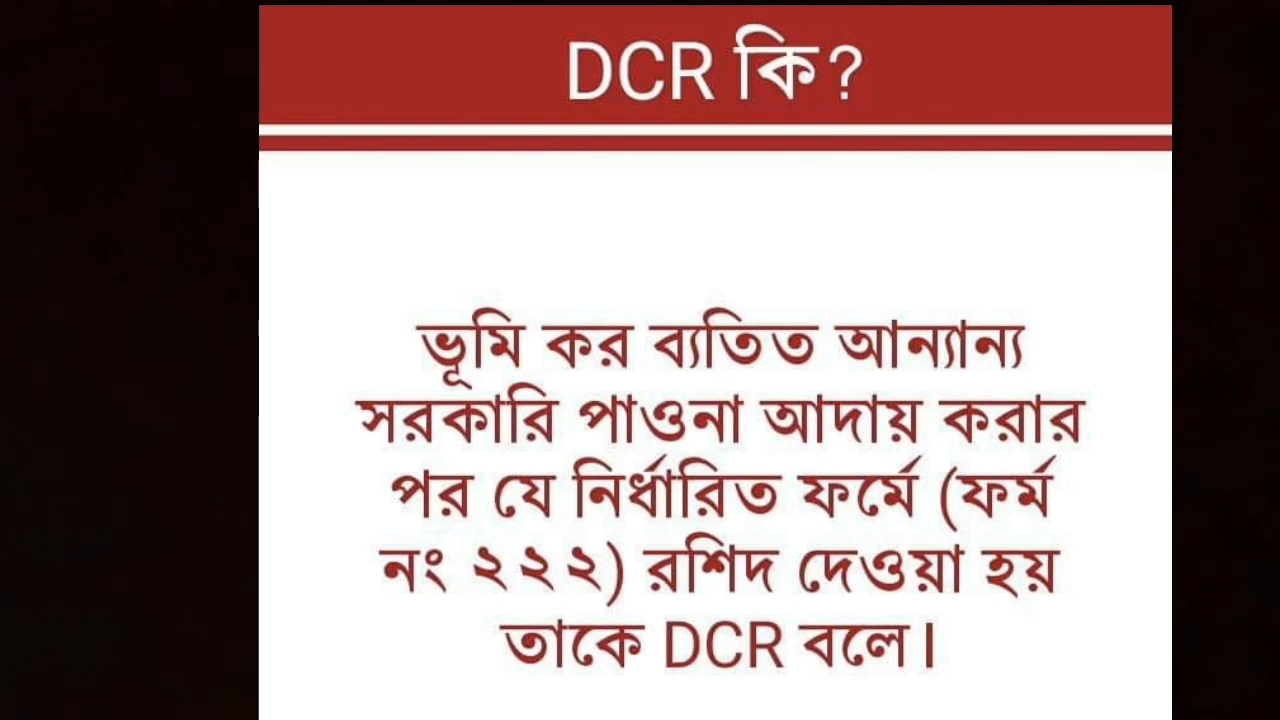 DCR কি?
ভূমি কর ব্যতিত আন্যান্য
সরকারি পাওনা আদায় করার
পর যে নির্ধারিত ফর্মে (ফর্ম
নং ২২২) রশিদ দেওয়া হয়
তাকে DCR বলে।